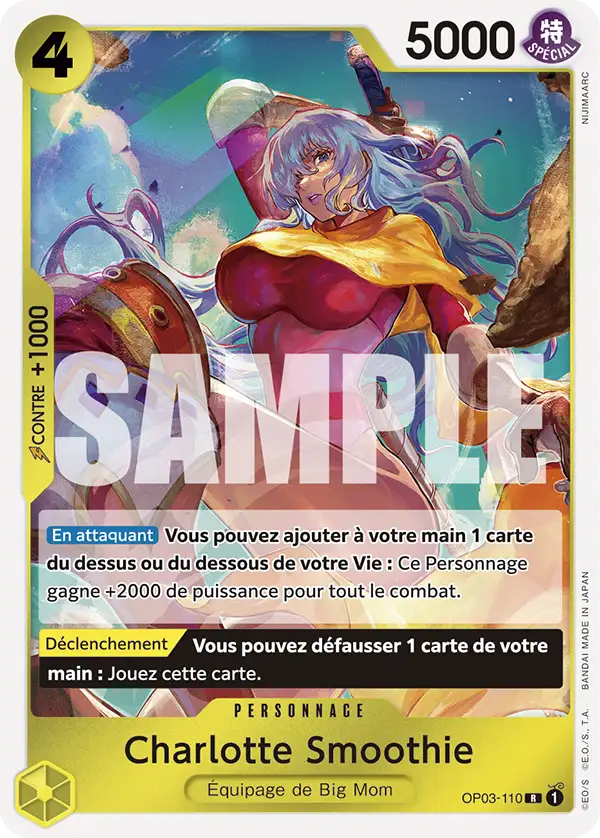 4
5000
特
SPÉCIAL
NIJIMAARC
CONTRE +1000
SAMPLE
En attaquant Vous pouvez ajouter à votre main 1 carte
du dessus ou du dessous de votre Vie : Ce Personnage
gagne +2000 de puissance pour tout le combat.
Déclenchement Vous pouvez défausser 1 carte de votre
main : Jouez cette carte.
PERSONNAGE
Charlotte Smoothie
Équipage de Big Mom
OP03-110 R 1
©EO/S ©E.O./S., T.A. BANDAI MADE IN JAPAN